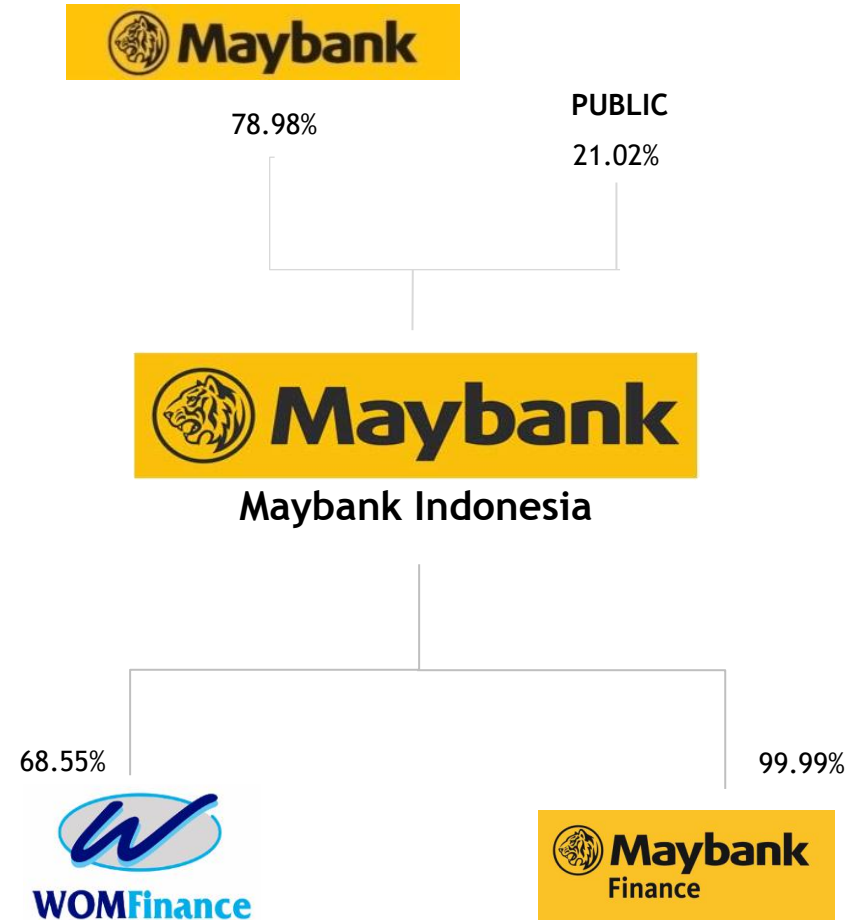 Maybank
78.98%
PUBLIC
21.02%
Maybank
Maybank Indonesia
68.55%
99.99%
WOMFinance
Maybank
Finance